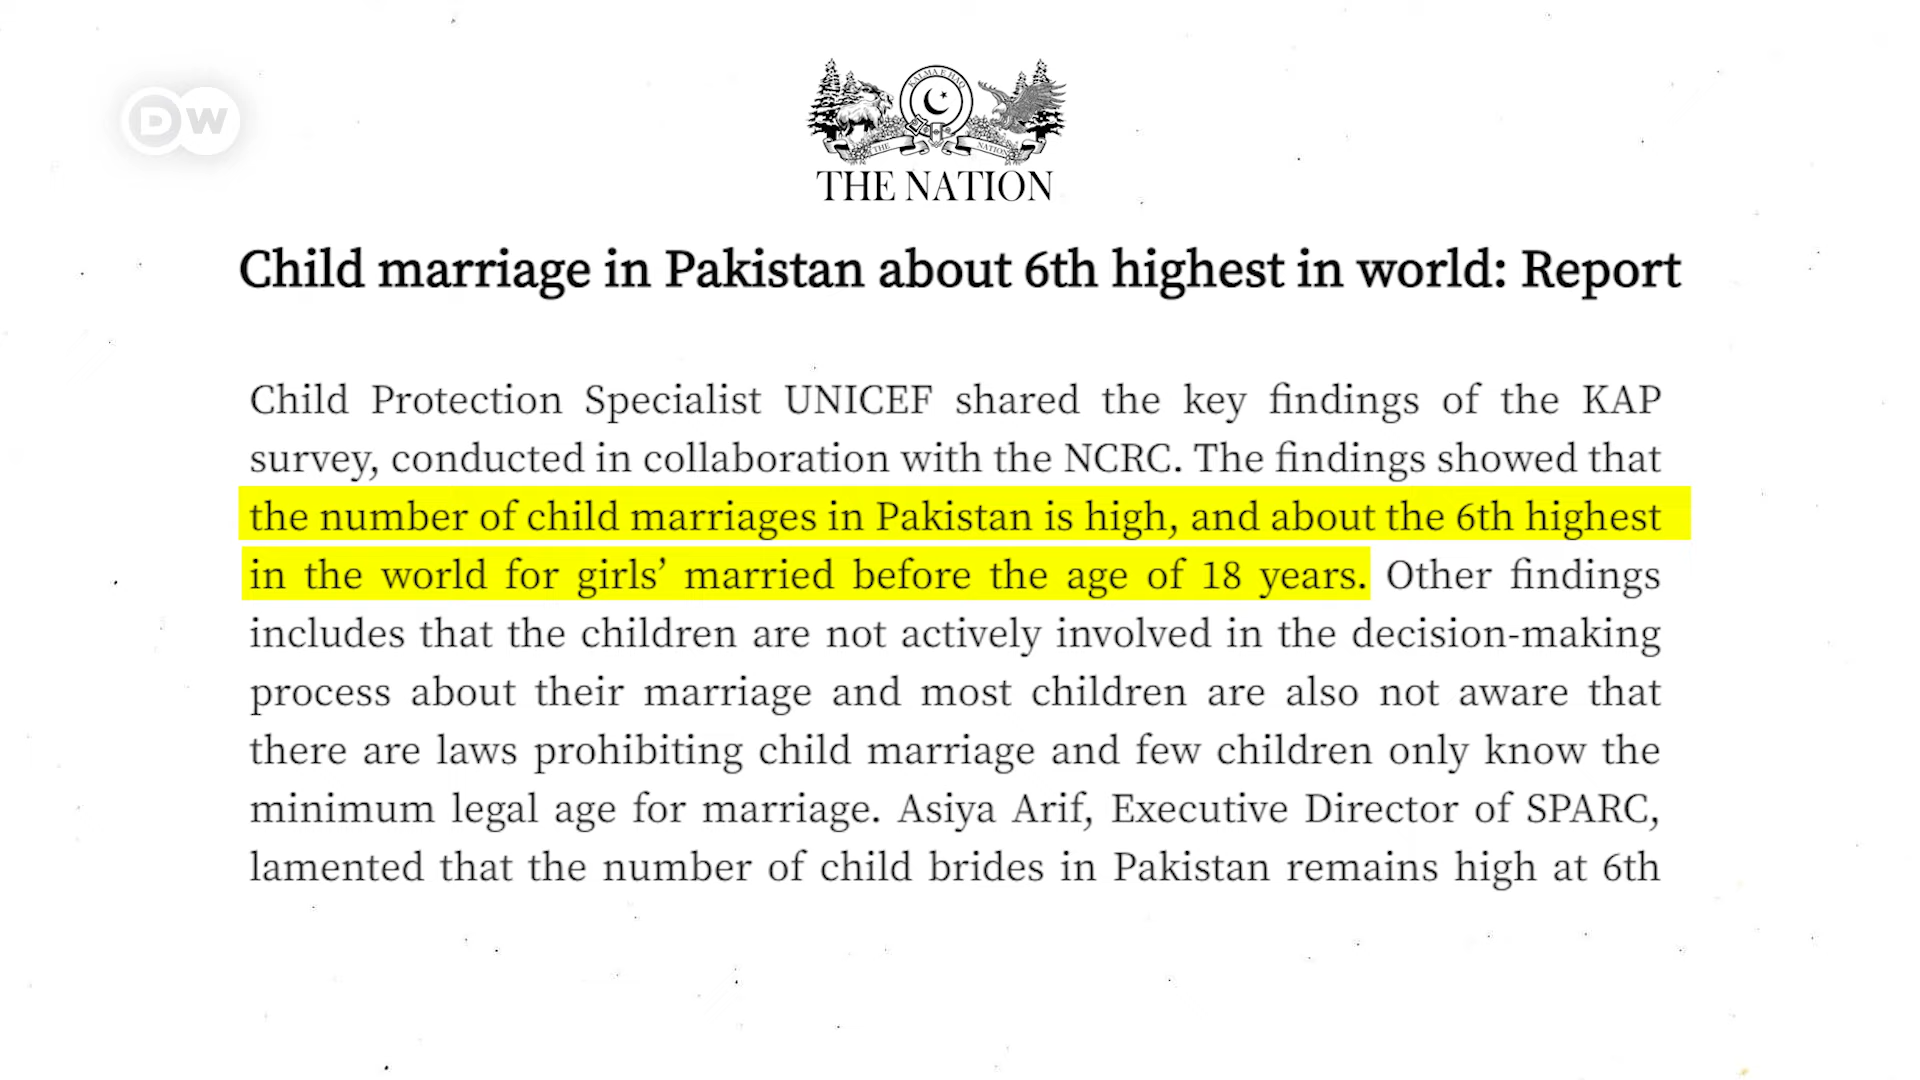 DW
KALMA E HAQ
THE NATION
THE NATION
Child marriage in Pakistan about 6th highest in world: Report
Child Protection Specialist UNICEF shared the key findings of the KAP
survey, conducted in collaboration with the NCRC. The findings showed that
the number of child marriages in Pakistan is high, and about the 6th highest
in the world for girls’ married before the age of 18 years. Other findings
includes that the children are not actively involved in the decision-making
process about their marriage and most children are also not aware that
there are laws prohibiting child marriage and few children only know the
minimum legal age for marriage. Asiya Arif, Executive Director of SPARC,
lamented that the number of child brides in Pakistan remains high at 6th